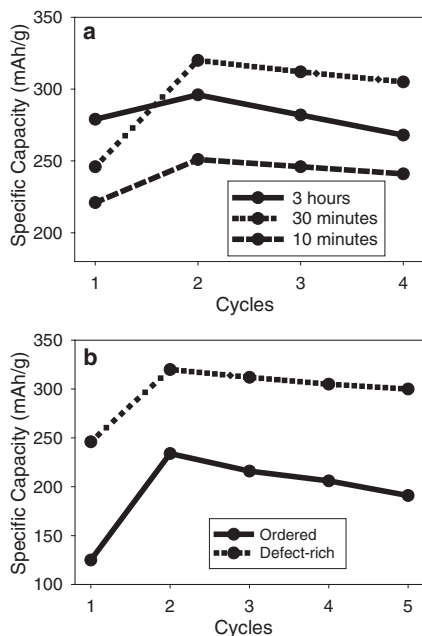 a
350
300
250
200
Specific Capacity (mAh/g)
3 hours
30 minutes
10 minutes
1 2 3 4
Cycles
b
350
300
250
200
150
100
Specific Capacity (mAh/g)
Ordered
Defect-rich
1 2 3 4 5
Cycles